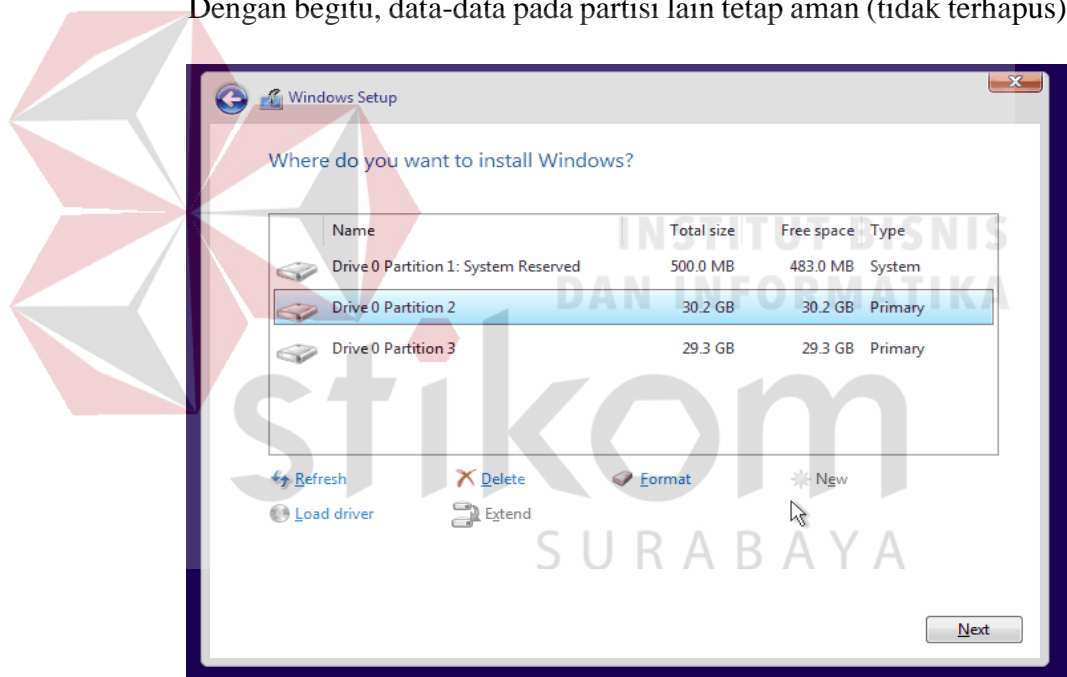 Dengan begitu, data-data pada partisi lain tetap aman (tidak terhapus)
Windows Setup
Where do you want to install Windows?
Name Total size Free space Type
Drive 0 Partition 1: System Reserved 500.0 MB 483.0 MB System
Drive 0 Partition 2 30.2 GB 30.2 GB Primary
Drive 0 Partition 3 29.3 GB 29.3 GB Primary
Refresh Delete Format New
Load driver Extend
Next
INSTITUT BISNIS
DAN INFORMATIKA
stikom
SURABAYA